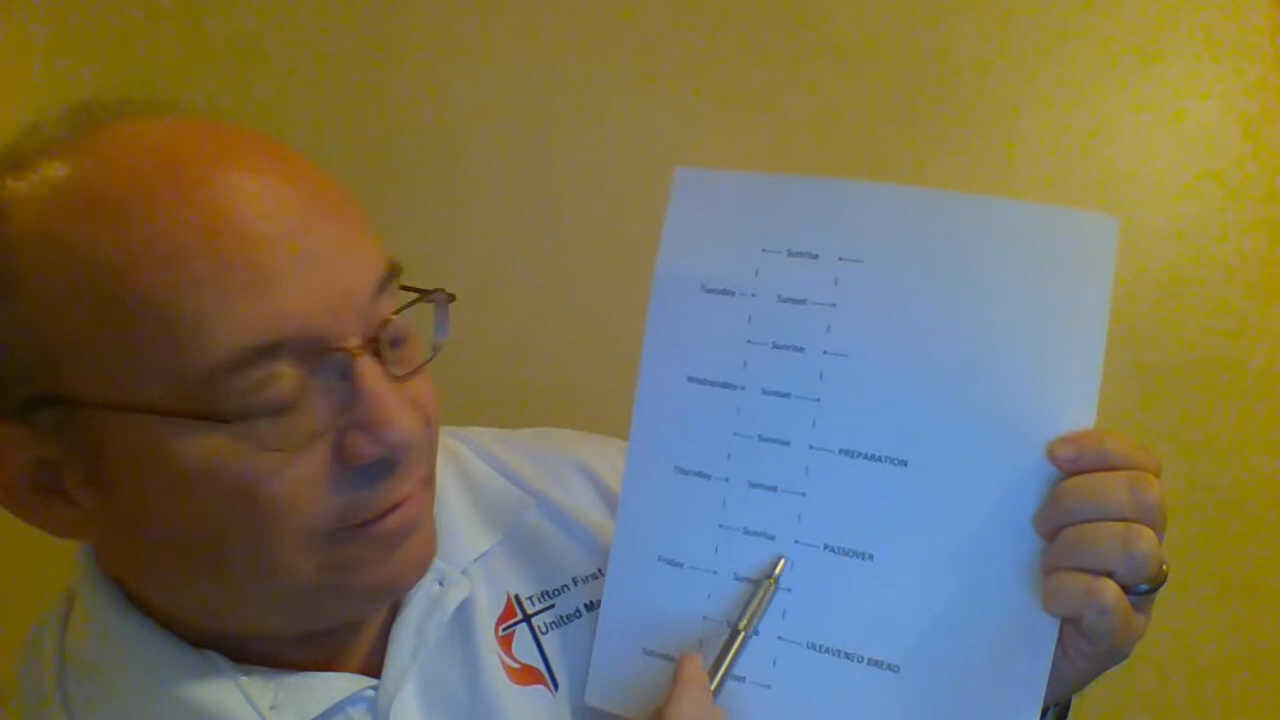 Sunrise
Tuesday
Sunset
Sunrise
Wednesday
Sunset
Sunrise
PREPARATION
Thursday
Sunset
Sunrise
PASSOVER
Friday
ULEAVENED BREAD
Tifton First
United